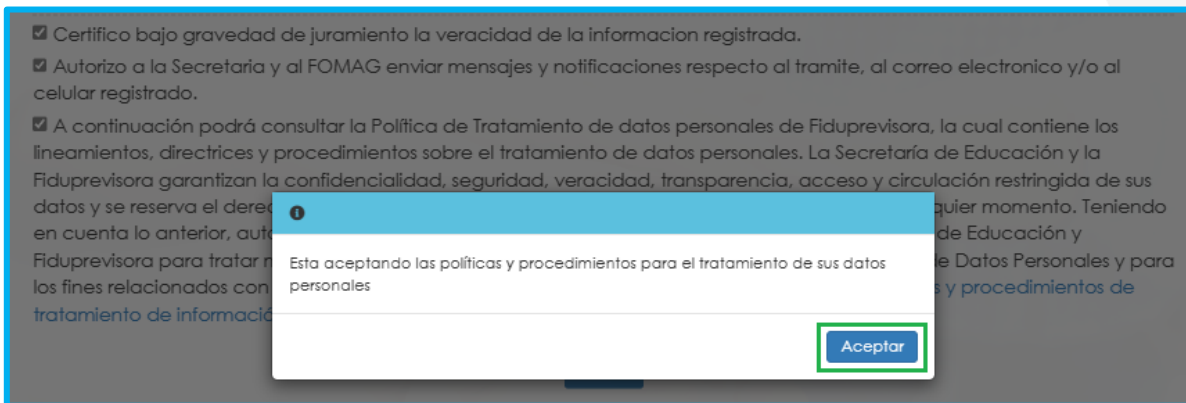 Certifico bajo gravedad de juramento la veracidad de la informacion registrada.
Autorizo a la Secretaria y al FOMAG enviar mensajes y notificaciones respecto al tramite, al correo electronico y/o al
celular registrado.
A continuación podrá consultar la Política de Tratamiento de datos personales de Fiduprevisora, la cual contiene los
lineamientos, directrices y procedimientos sobre el tratamiento de datos personales. La Secretaría de Educación y la
Fiduprevisora garantizan la confidencialidad, seguridad, veracidad, transparencia, acceso y circulación restringida de sus
datos y se reserva el momento. Teniendo
en cuenta lo anterior, de Educación y
Fiduprevisora para tratar de Datos Personales y para
los fines relacionados con y procedimientos de
tratamiento de
Esta aceptando las políticas y procedimientos para el tratamiento de sus datos
personales
Aceptar